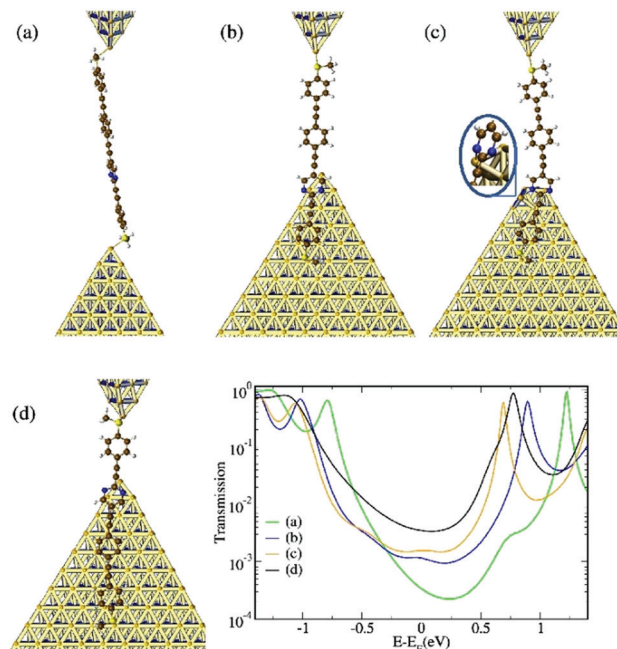 (a)
(b)
(c)
(d)
Transmission
10^0
10^-1
10^-2
10^-3
10^-4
(a)
(b)
(c)
(d)
-1
-0.5
0
0.5
1
E-E_F(eV)